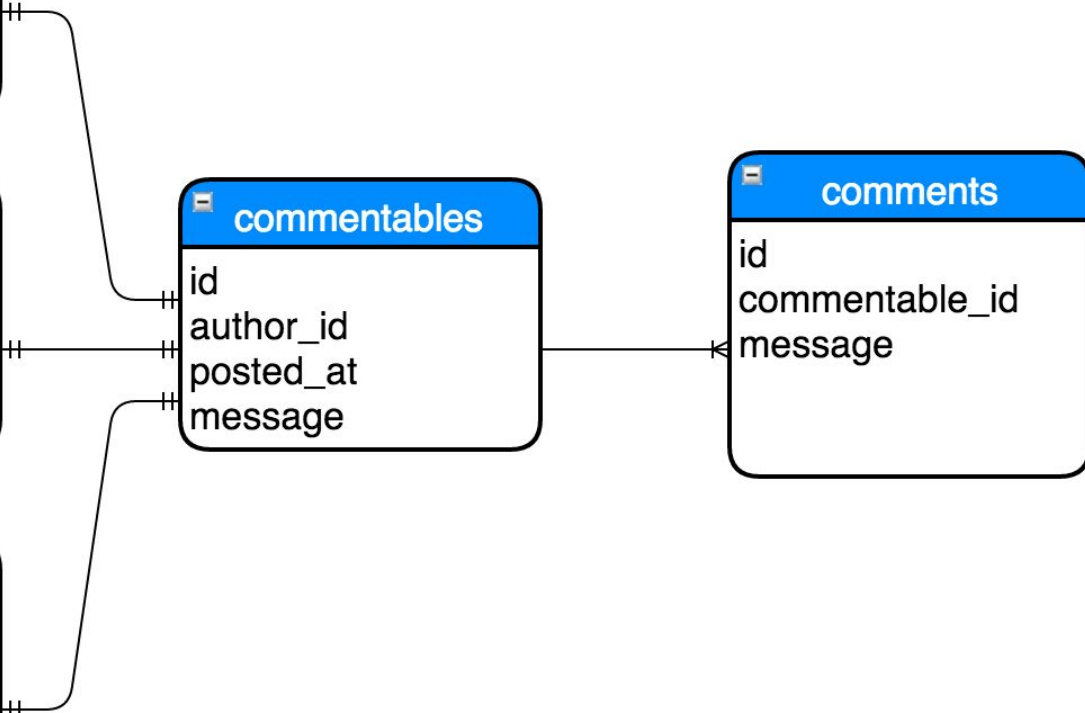 commentables
id
author_id
posted_at
message
comments
id
commentable_id
message